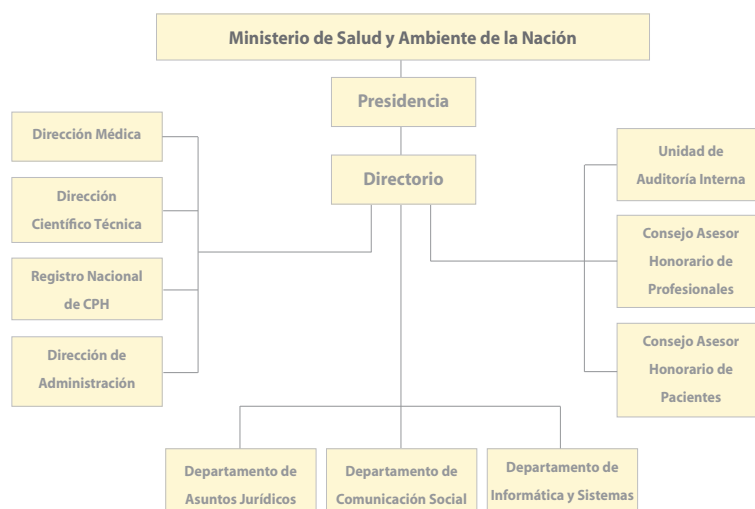 Ministerio de Salud y Ambiente de la Nación
Presidencia
Directorio
Dirección Médica
Dirección
Científico Técnica
Registro Nacional
de CPH
Dirección de
Administración
Unidad de
Auditoría Interna
Consejo Asesor
Honorario de
Profesionales
Consejo Asesor
Honorario de
Pacientes
Departamento de
Asuntos Jurídicos
Departamento de
Comunicación Social
Departamento de
Informática y Sistemas